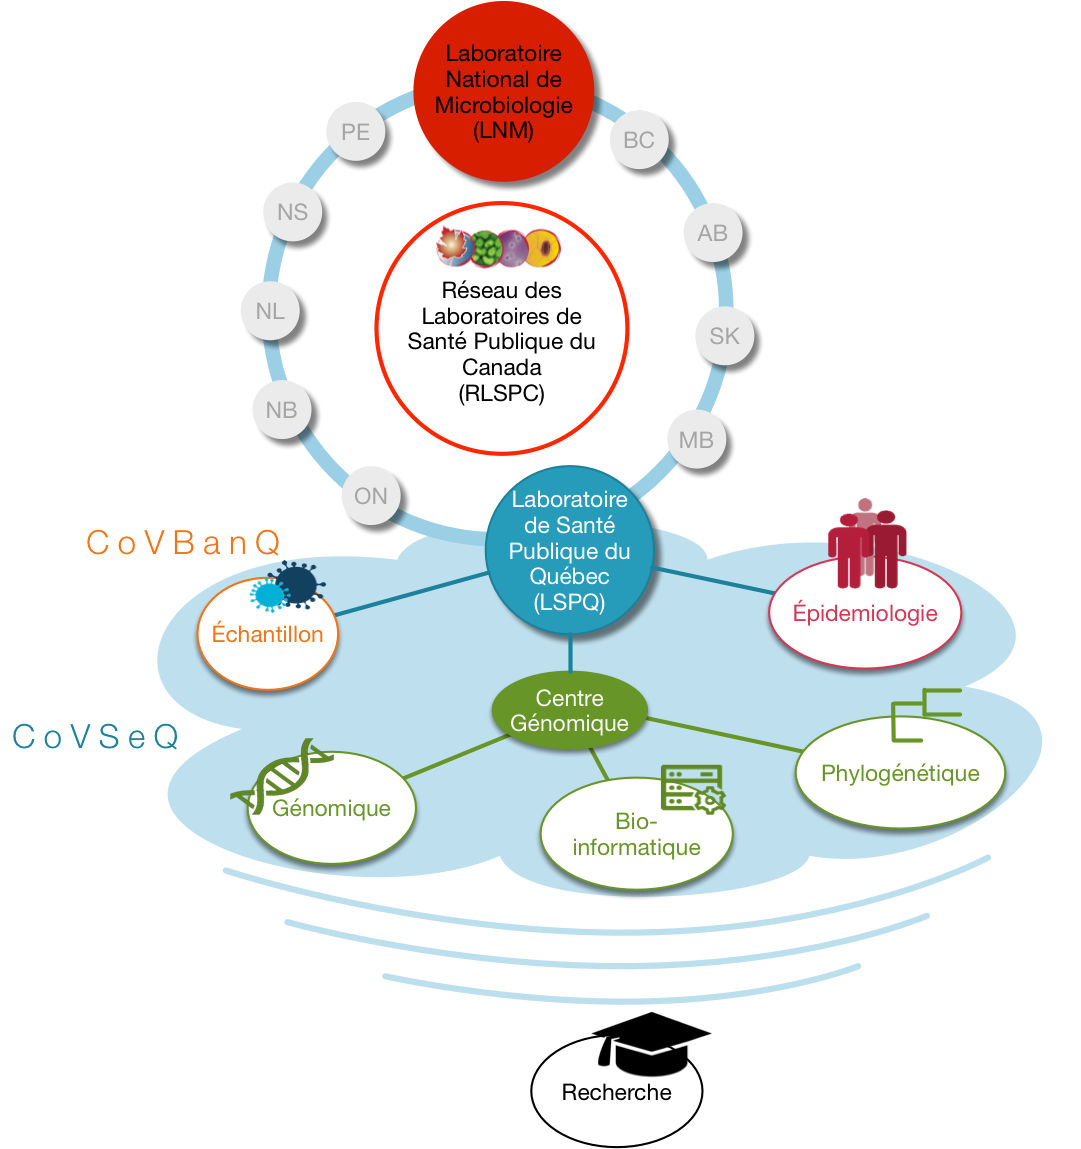 Laboratoire
National de
Microbiologie
(LNM)
PE
BC
NS
AB
NL
SK
NB
MB
ON
Réseau des
Laboratoires de
Santé Publique du
Canada
(RLSPC)
Laboratoire
de Santé
Publique du
Québec
(LSPQ)
CoVBanQ
Échantillon
Épidemiologie
Centre
Génomique
CoVSeQ
Génomique
Bio-
informatique
Phylogénétique
Recherche